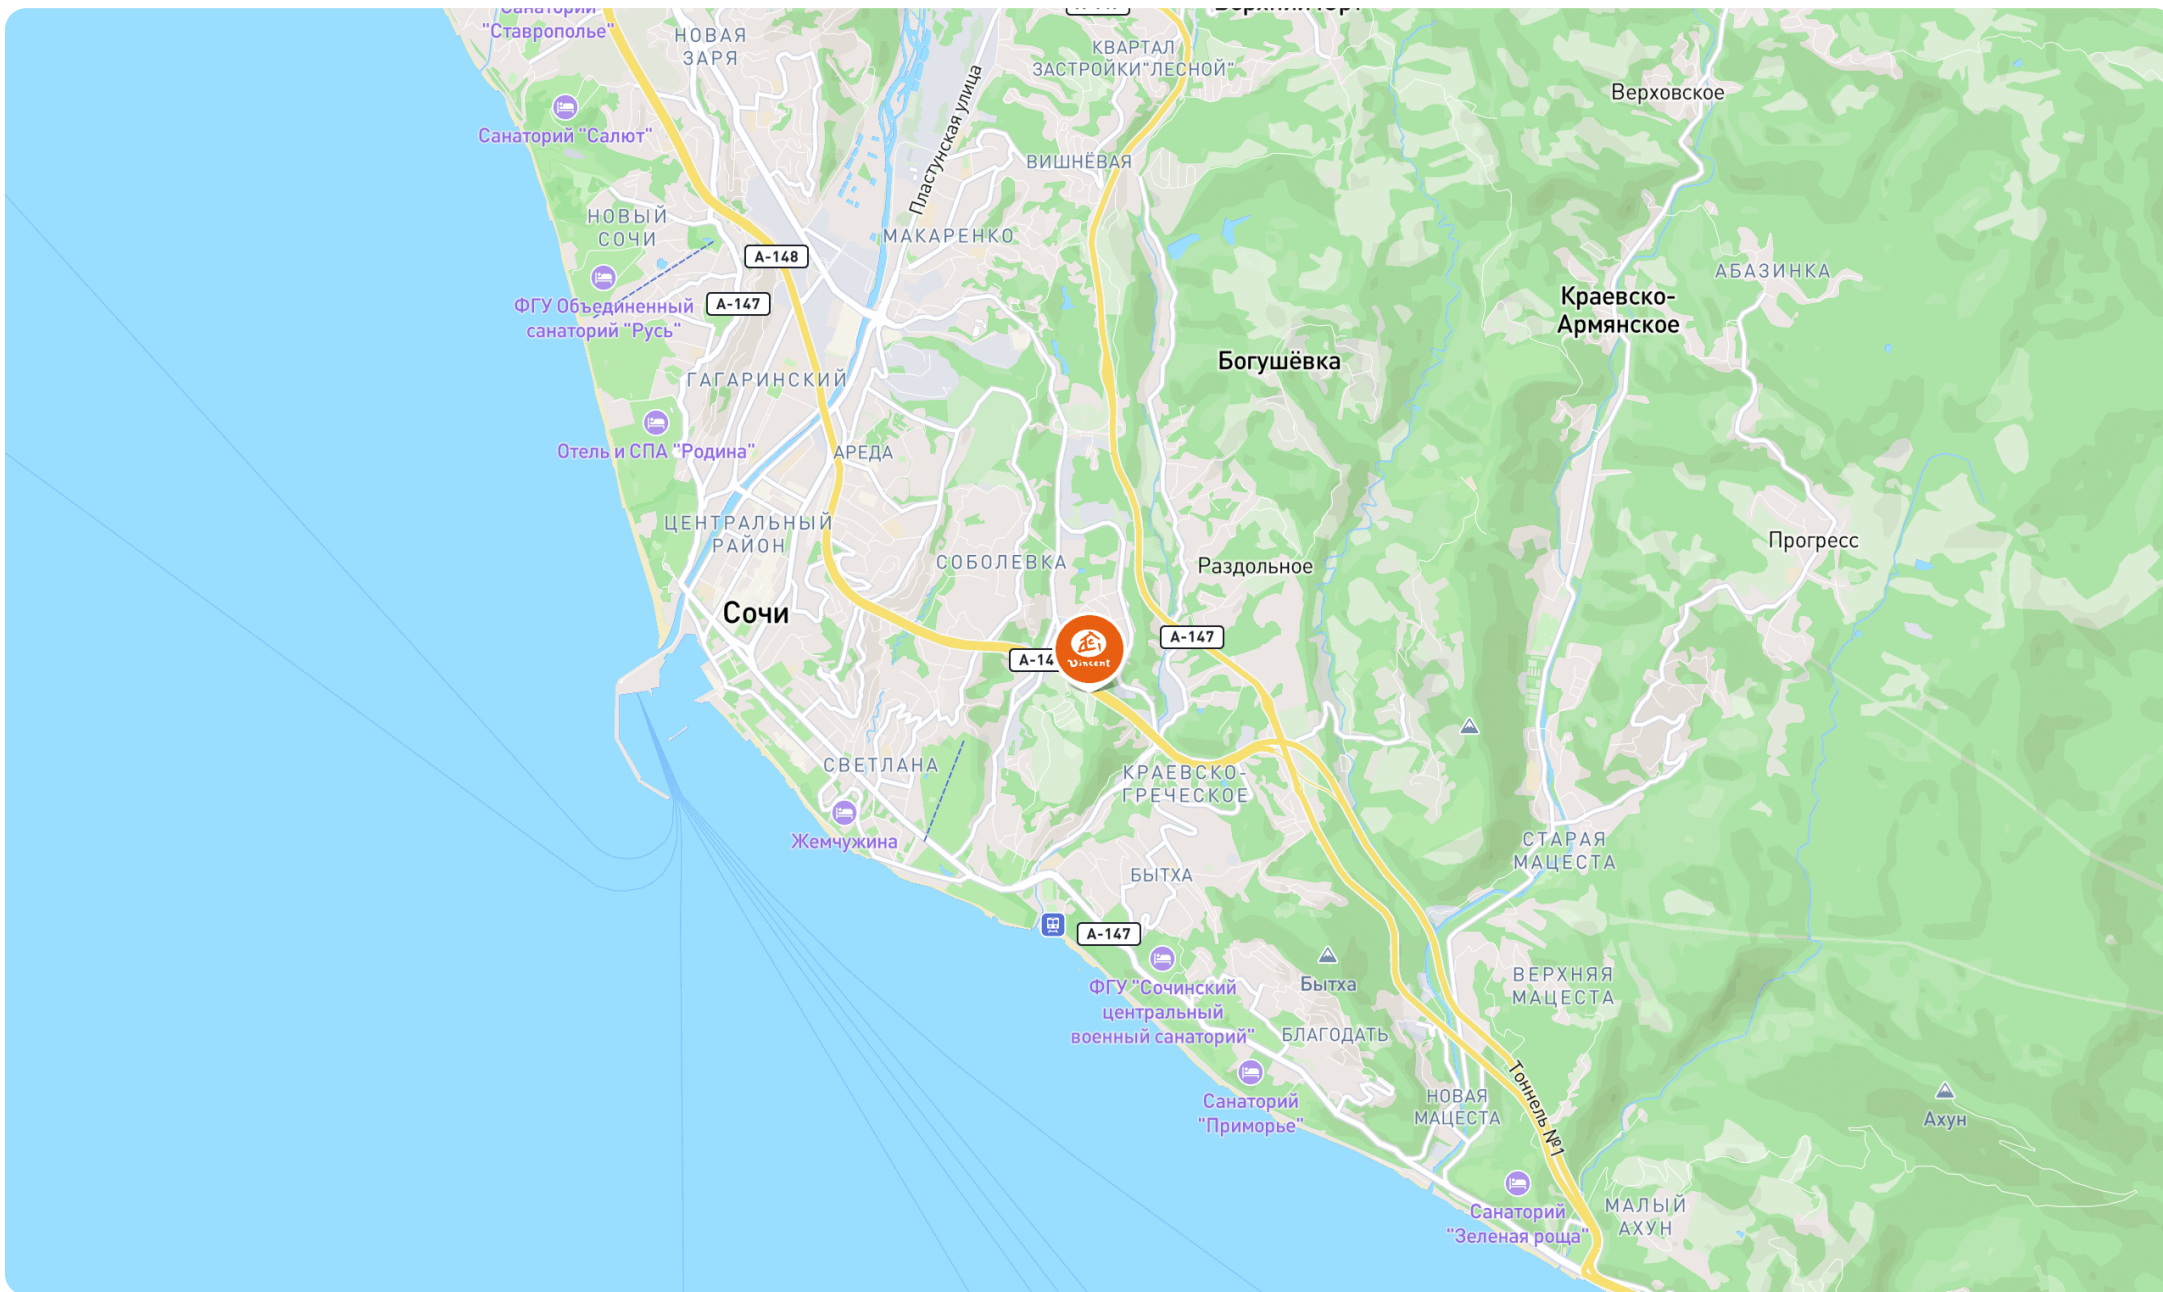 Санаторий
"Ставрополье"
НОВАЯ
ЗАРЯ
КВАРТАЛ
ЗАСТРОЙКИ"ЛЕСНОЙ"
Верховское
Санаторий "Салют"
Пластунская улица
ВИШНЁВАЯ
НОВЫЙ
СОЧИ
МАКАРЕНКО
А-148
АБАЗИНКА
ФГУ Объединенный
санаторий "Русь"
А-147
Краевско-
Армянское
Богушёвка
ГАГАРИНСКИЙ
Отель и СПА "Родина"
АРЕДА
ЦЕНТРАЛЬНЫЙ
РАЙОН
СОБОЛЕВКА
Раздольное
Прогресс
Сочи
А-14
Vincent
А-147
СВЕТЛАНА
КРАЕВСКО-
ГРЕЧЕСКОЕ
Жемчужина
СТАРАЯ
МАЦЕСТА
БЫТХА
А-147
ФГУ "Сочинский
центральный
военный санаторий"
Бытха
ВЕРХНЯЯ
МАЦЕСТА
БЛАГОДАТЬ
Санаторий
"Приморье"
НОВАЯ
МАЦЕСТА
Тоннель №1
Ахун
Санаторий
"Зеленая роща"
МАЛЫЙ
АХУН